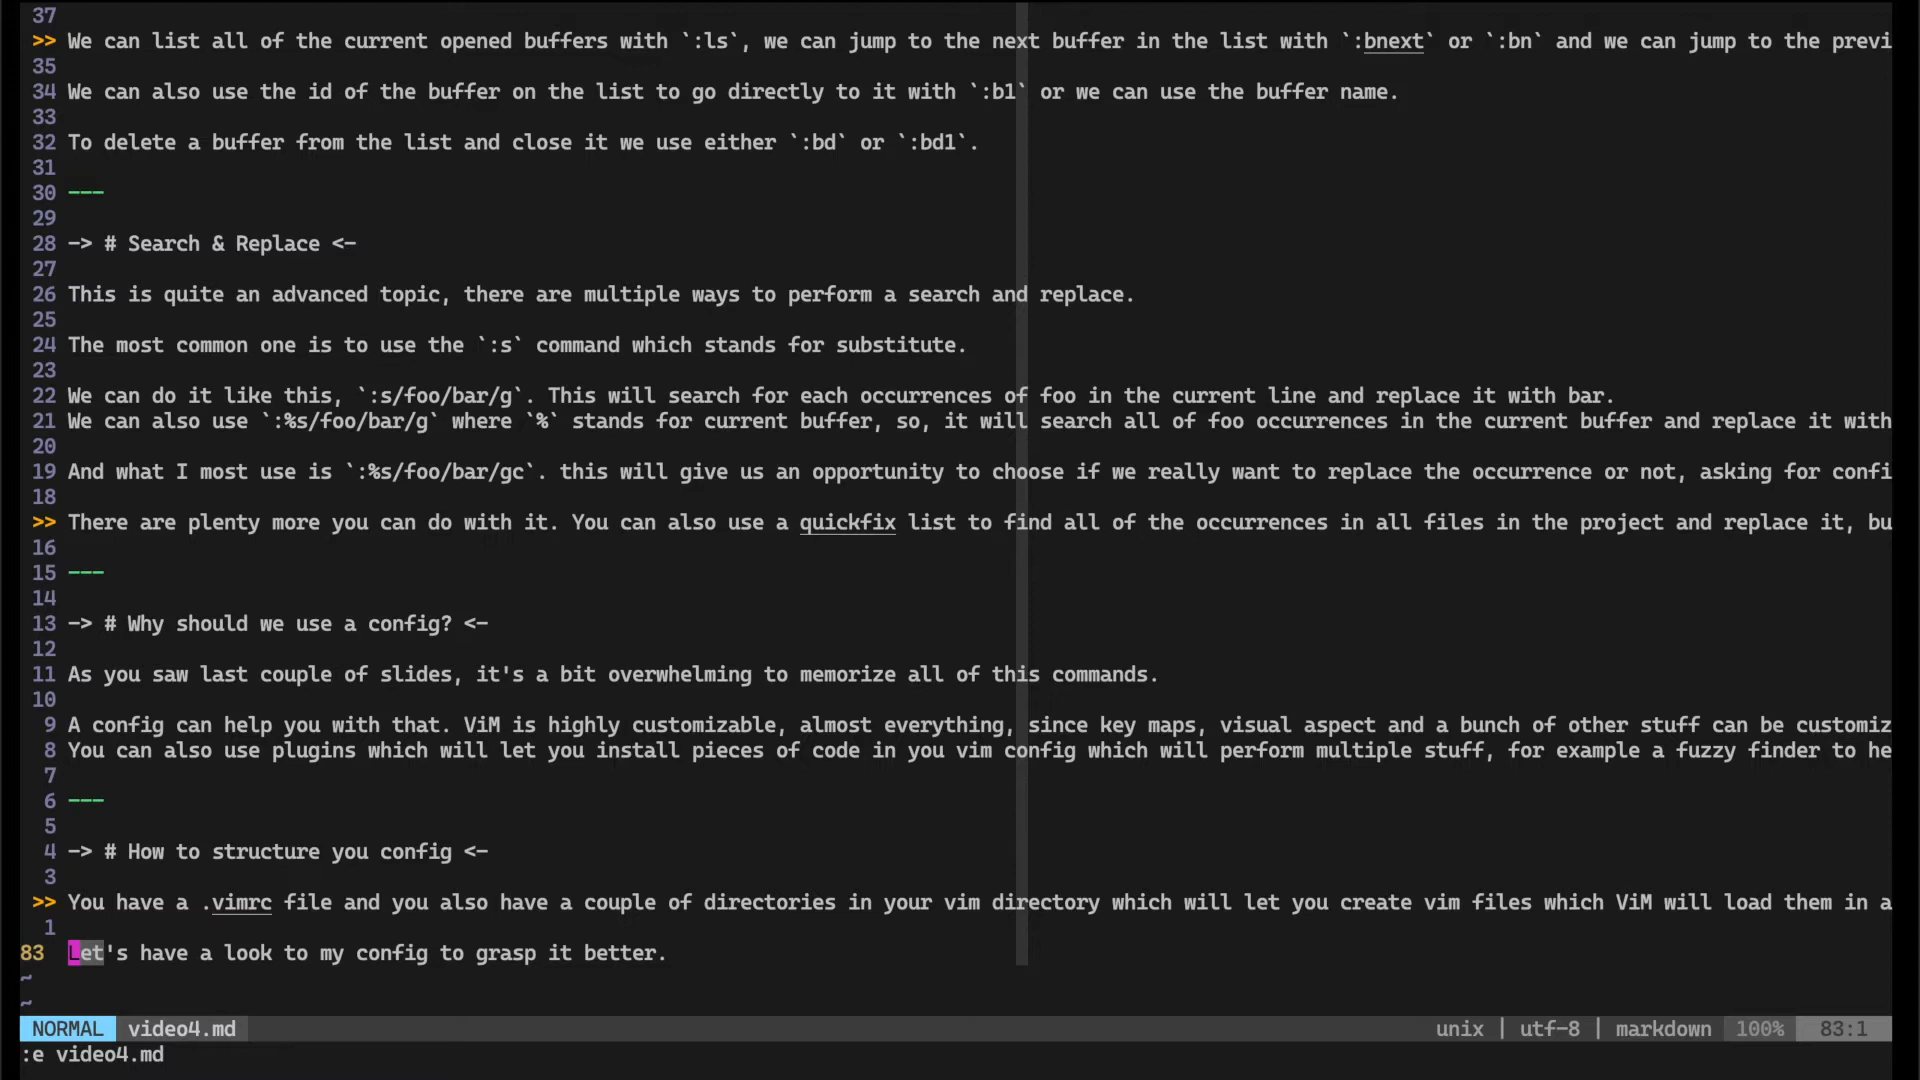 37
>> We can list all of the current opened buffers with `:ls`, we can jump to the next buffer in the list with `:bnext` or `:bn` and we can jump to the previ
35
34 We can also use the id of the buffer on the list to go directly to it with `:b1` or we can use the buffer name.
33
32 To delete a buffer from the list and close it we use either `:bd` or `:bd1`.
31
30 ---
29
28 -> # Search & Replace <-
27
26 This is quite an advanced topic, there are multiple ways to perform a search and replace.
25
24 The most common one is to use the `:s` command which stands for substitute.
23
22 We can do it like this, `:s/foo/bar/g`. This will search for each occurrences of foo in the current line and replace it with bar.
21 We can also use `:%s/foo/bar/g` where `%` stands for current buffer, so, it will search all of foo occurrences in the current buffer and replace it with
20
19 And what I most use is `:%s/foo/bar/gc`. this will give us an opportunity to choose if we really want to replace the occurrence or not, asking for confi
18
>> There are plenty more you can do with it. You can also use a quickfix list to find all of the occurrences in all files in the project and replace it, bu
16
15 ---
14
13 -> # Why should we use a config? <-
12
11 As you saw last couple of slides, it's a bit overwhelming to memorize all of this commands.
10
9 A config can help you with that. ViM is highly customizable, almost everything, since key maps, visual aspect and a bunch of other stuff can be customiz
8 You can also use plugins which will let you install pieces of code in you vim config which will perform multiple stuff, for example a fuzzy finder to he
7
6 ---
5
4 -> # How to structure you config <-
3
>> You have a .vimrc file and you also have a couple of directories in your vim directory which will let you create vim files which ViM will load them in a
1
83 Let's have a look to my config to grasp it better.
~
~
NORMAL video4.md unix | utf-8 | markdown 100% 83:1
:e video4.md